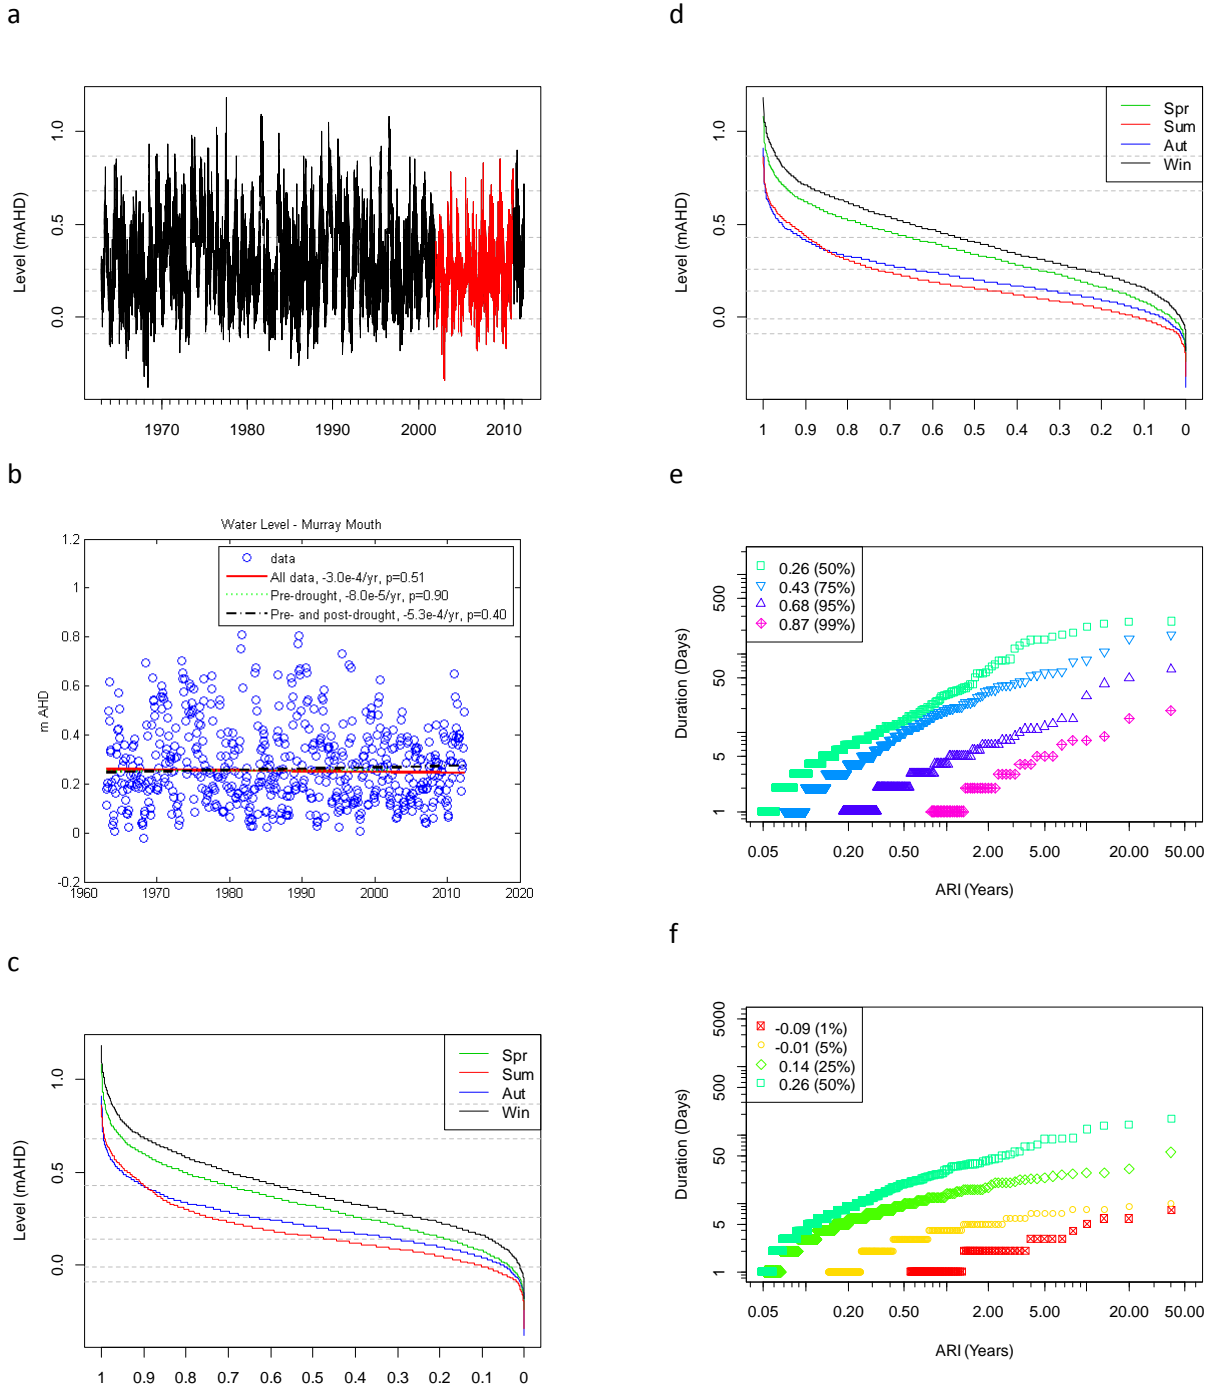 a
Level (mAHD)
1.0
0.5
0.0
1970 1980 1990 2000 2010
b
Water Level - Murray Mouth
data
All data, -3.0e-4/yr, p=0.51
Pre-drought, -8.0e-5/yr, p=0.90
Pre- and post-drought, -5.3e-4/yr, p=0.40
m AHD
1.2
1
0.8
0.6
0.4
0.2
0
-0.2
1960 1970 1980 1990 2000 2010 2020
c
Spr
Sum
Aut
Win
Level (mAHD)
1.0
0.5
0.0
1 0.9 0.8 0.7 0.6 0.5 0.4 0.3 0.2 0.1 0
d
Spr
Sum
Aut
Win
Level (mAHD)
1.0
0.5
0.0
1 0.9 0.8 0.7 0.6 0.5 0.4 0.3 0.2 0.1 0
e
0.26 (50%)
0.43 (75%)
0.68 (95%)
0.87 (99%)
Duration (Days)
500
50
5
1
0.05 0.20 0.50 2.00 5.00 20.00 50.00
ARI (Years)
f
-0.09 (1%)
-0.01 (5%)
0.14 (25%)
0.26 (50%)
Duration (Days)
5000
500
50
5
1
0.05 0.20 0.50 2.00 5.00 20.00 50.00
ARI (Years)